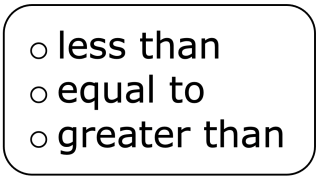 less than
equal to
greater than